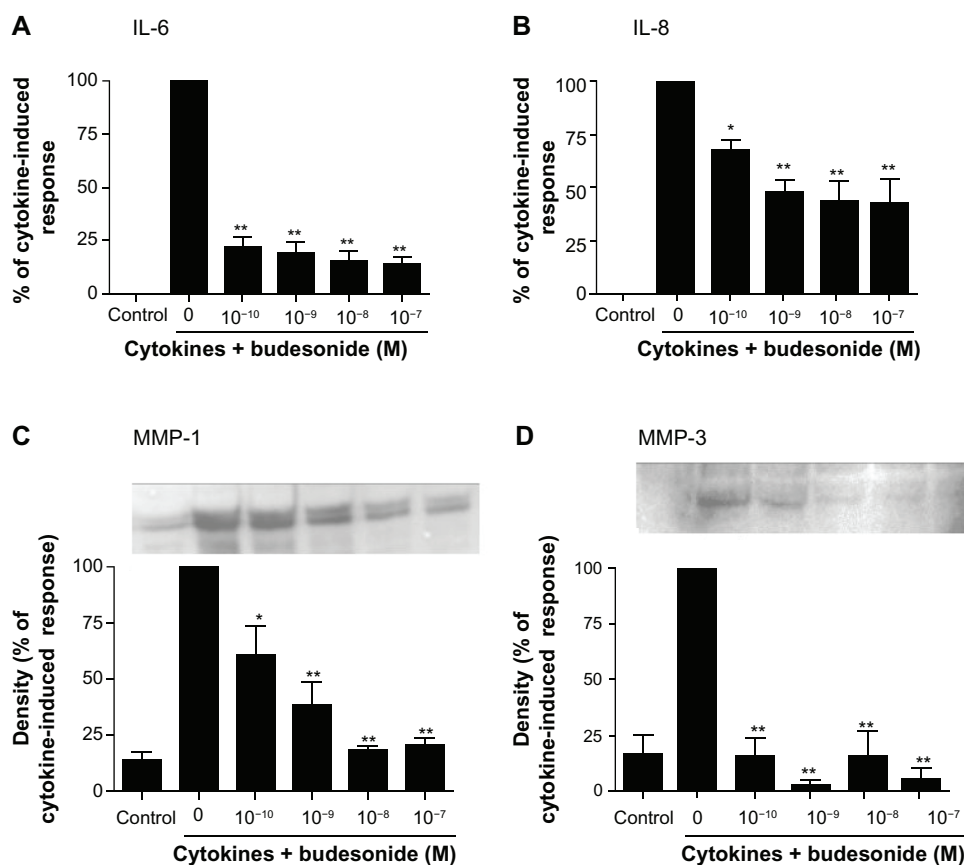 A IL-6
% of cytokine-induced
response
100
75
50
25
0
** ** ** **
Control 0 10⁻¹⁰ 10⁻⁹ 10⁻⁸ 10⁻⁷
Cytokines + budesonide (M)
B IL-8
% of cytokine-induced
response
100
75
50
25
0
* ** ** **
Control 0 10⁻¹⁰ 10⁻⁹ 10⁻⁸ 10⁻⁷
Cytokines + budesonide (M)
C MMP-1
Density (% of
cytokine-induced response)
100
75
50
25
0
* ** ** **
Control 0 10⁻¹⁰ 10⁻⁹ 10⁻⁸ 10⁻⁷
Cytokines + budesonide (M)
D MMP-3
Density (% of
cytokine-induced response)
100
75
50
25
0
** ** ** **
Control 0 10⁻¹⁰ 10⁻⁹ 10⁻⁸ 10⁻⁷
Cytokines + budesonide (M)